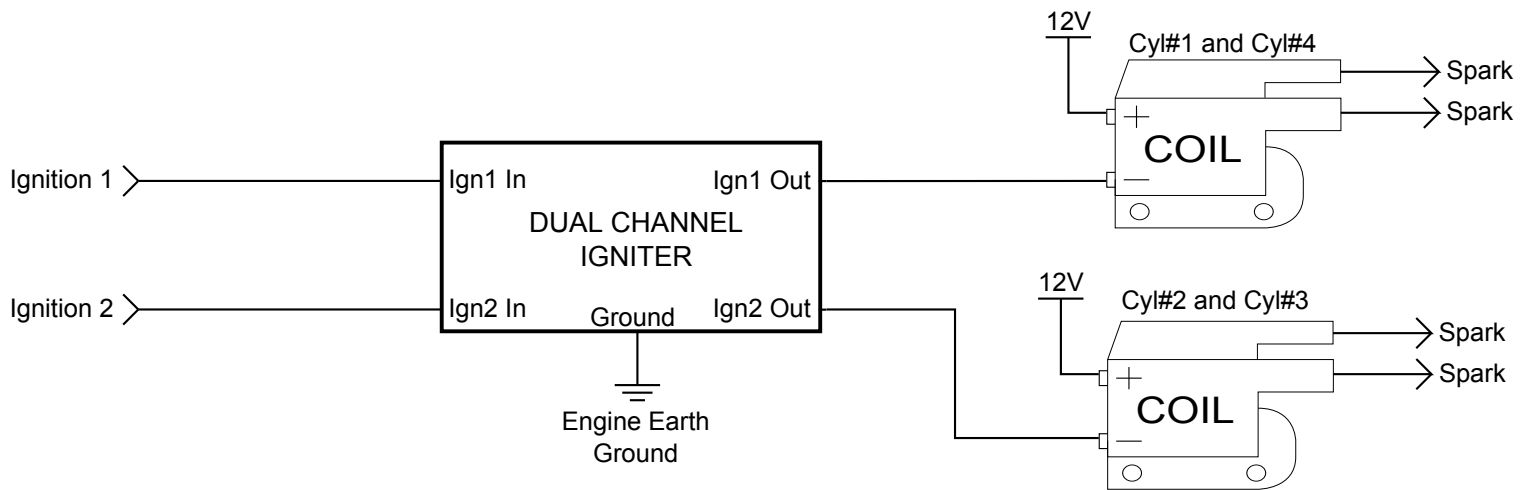 12V
Cyl#1 and Cyl#4
Spark
Spark
+
COIL
−
Ignition 1
Ign1 In
Ign1 Out
DUAL CHANNEL
IGNITER
Ignition 2
Ign2 In
Ground
Ign2 Out
Engine Earth
Ground
12V
Cyl#2 and Cyl#3
Spark
Spark
+
COIL
−